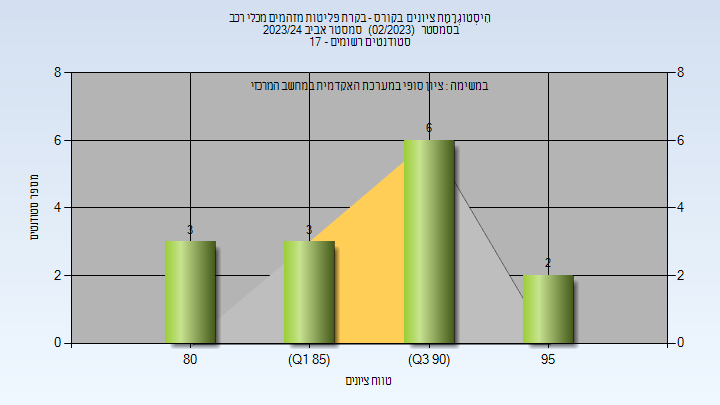 היסטוגרמת ציונים בקורס - בקרת פליטות מזהמים מכלי רכב
בסמסטר (02/2023) סמסטר אביב 2023/24
סטודנטים רשומים - 17
במשימה : ציון סופי במערכת האקדמית במחשב המרכזי
8 8
6 6
4 4
2 2
0 0
3 3 6 2
מספר סטודנטים
80 (Q1 85) (Q3 90) 95
טווח ציונים